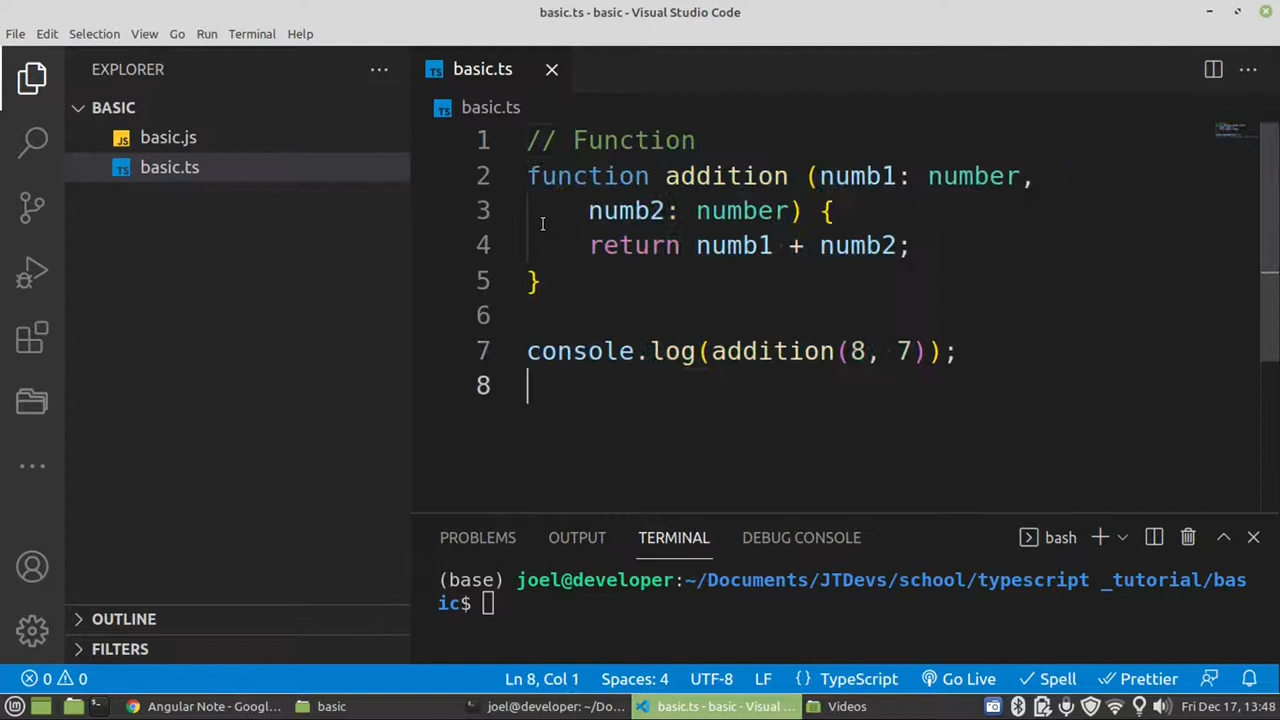 basic.ts - basic - Visual Studio Code
File Edit Selection View Go Run Terminal Help
EXPLORER
BASIC
JS basic.js
TS basic.ts
TS basic.ts
TS basic.ts
1 // Function
2 function addition (numb1: number,
3 numb2: number) {
4 return numb1 + numb2;
5 }
6
7 console.log(addition(8, 7));
8
PROBLEMS OUTPUT TERMINAL DEBUG CONSOLE bash
(base) joel@developer:~/Documents/JTDevs/school/typescript _tutorial/bas
ic$
OUTLINE
FILTERS
0 0 Ln 8, Col 1 Spaces: 4 UTF-8 LF { } TypeScript Go Live Spell Prettier
Angular Note - Googl... basic joel@developer: ~/Do... basic.ts - basic - Visual ... Videos Fri Dec 17, 13:48